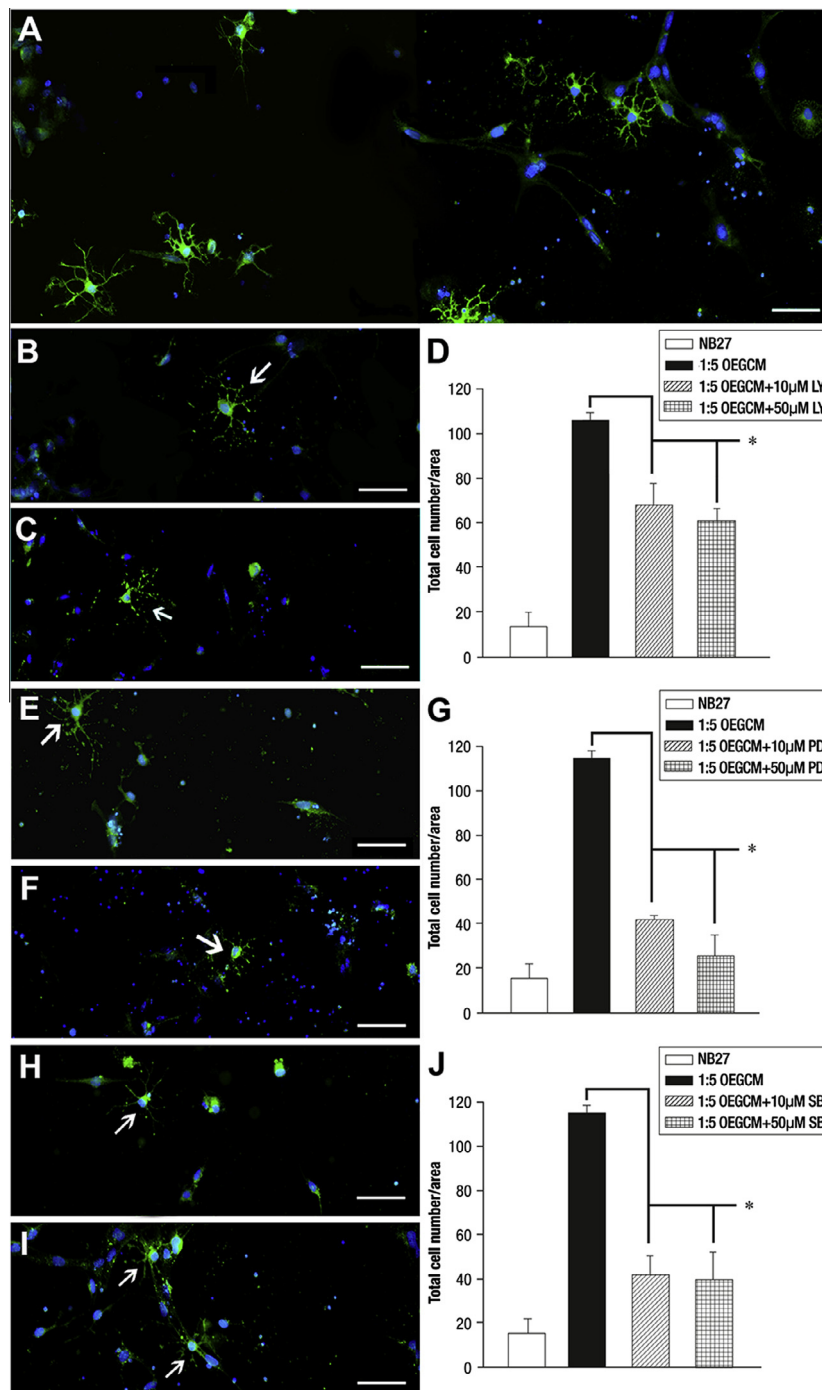 A
B
C
D
NB27
1:5 OEGCM
1:5 OEGCM+10µM LY
1:5 OEGCM+50µM LY
Total cell number/area
120
100
80
60
40
20
0
*
E
F
G
NB27
1:5 OEGCM
1:5 OEGCM+10µM PD
1:5 OEGCM+50µM PD
Total cell number/area
120
100
80
60
40
20
0
*
H
I
J
NB27
1:5 OEGCM
1:5 OEGCM+10µM SB
1:5 OEGCM+50µM SB
Total cell number/area
120
100
80
60
40
20
0
*